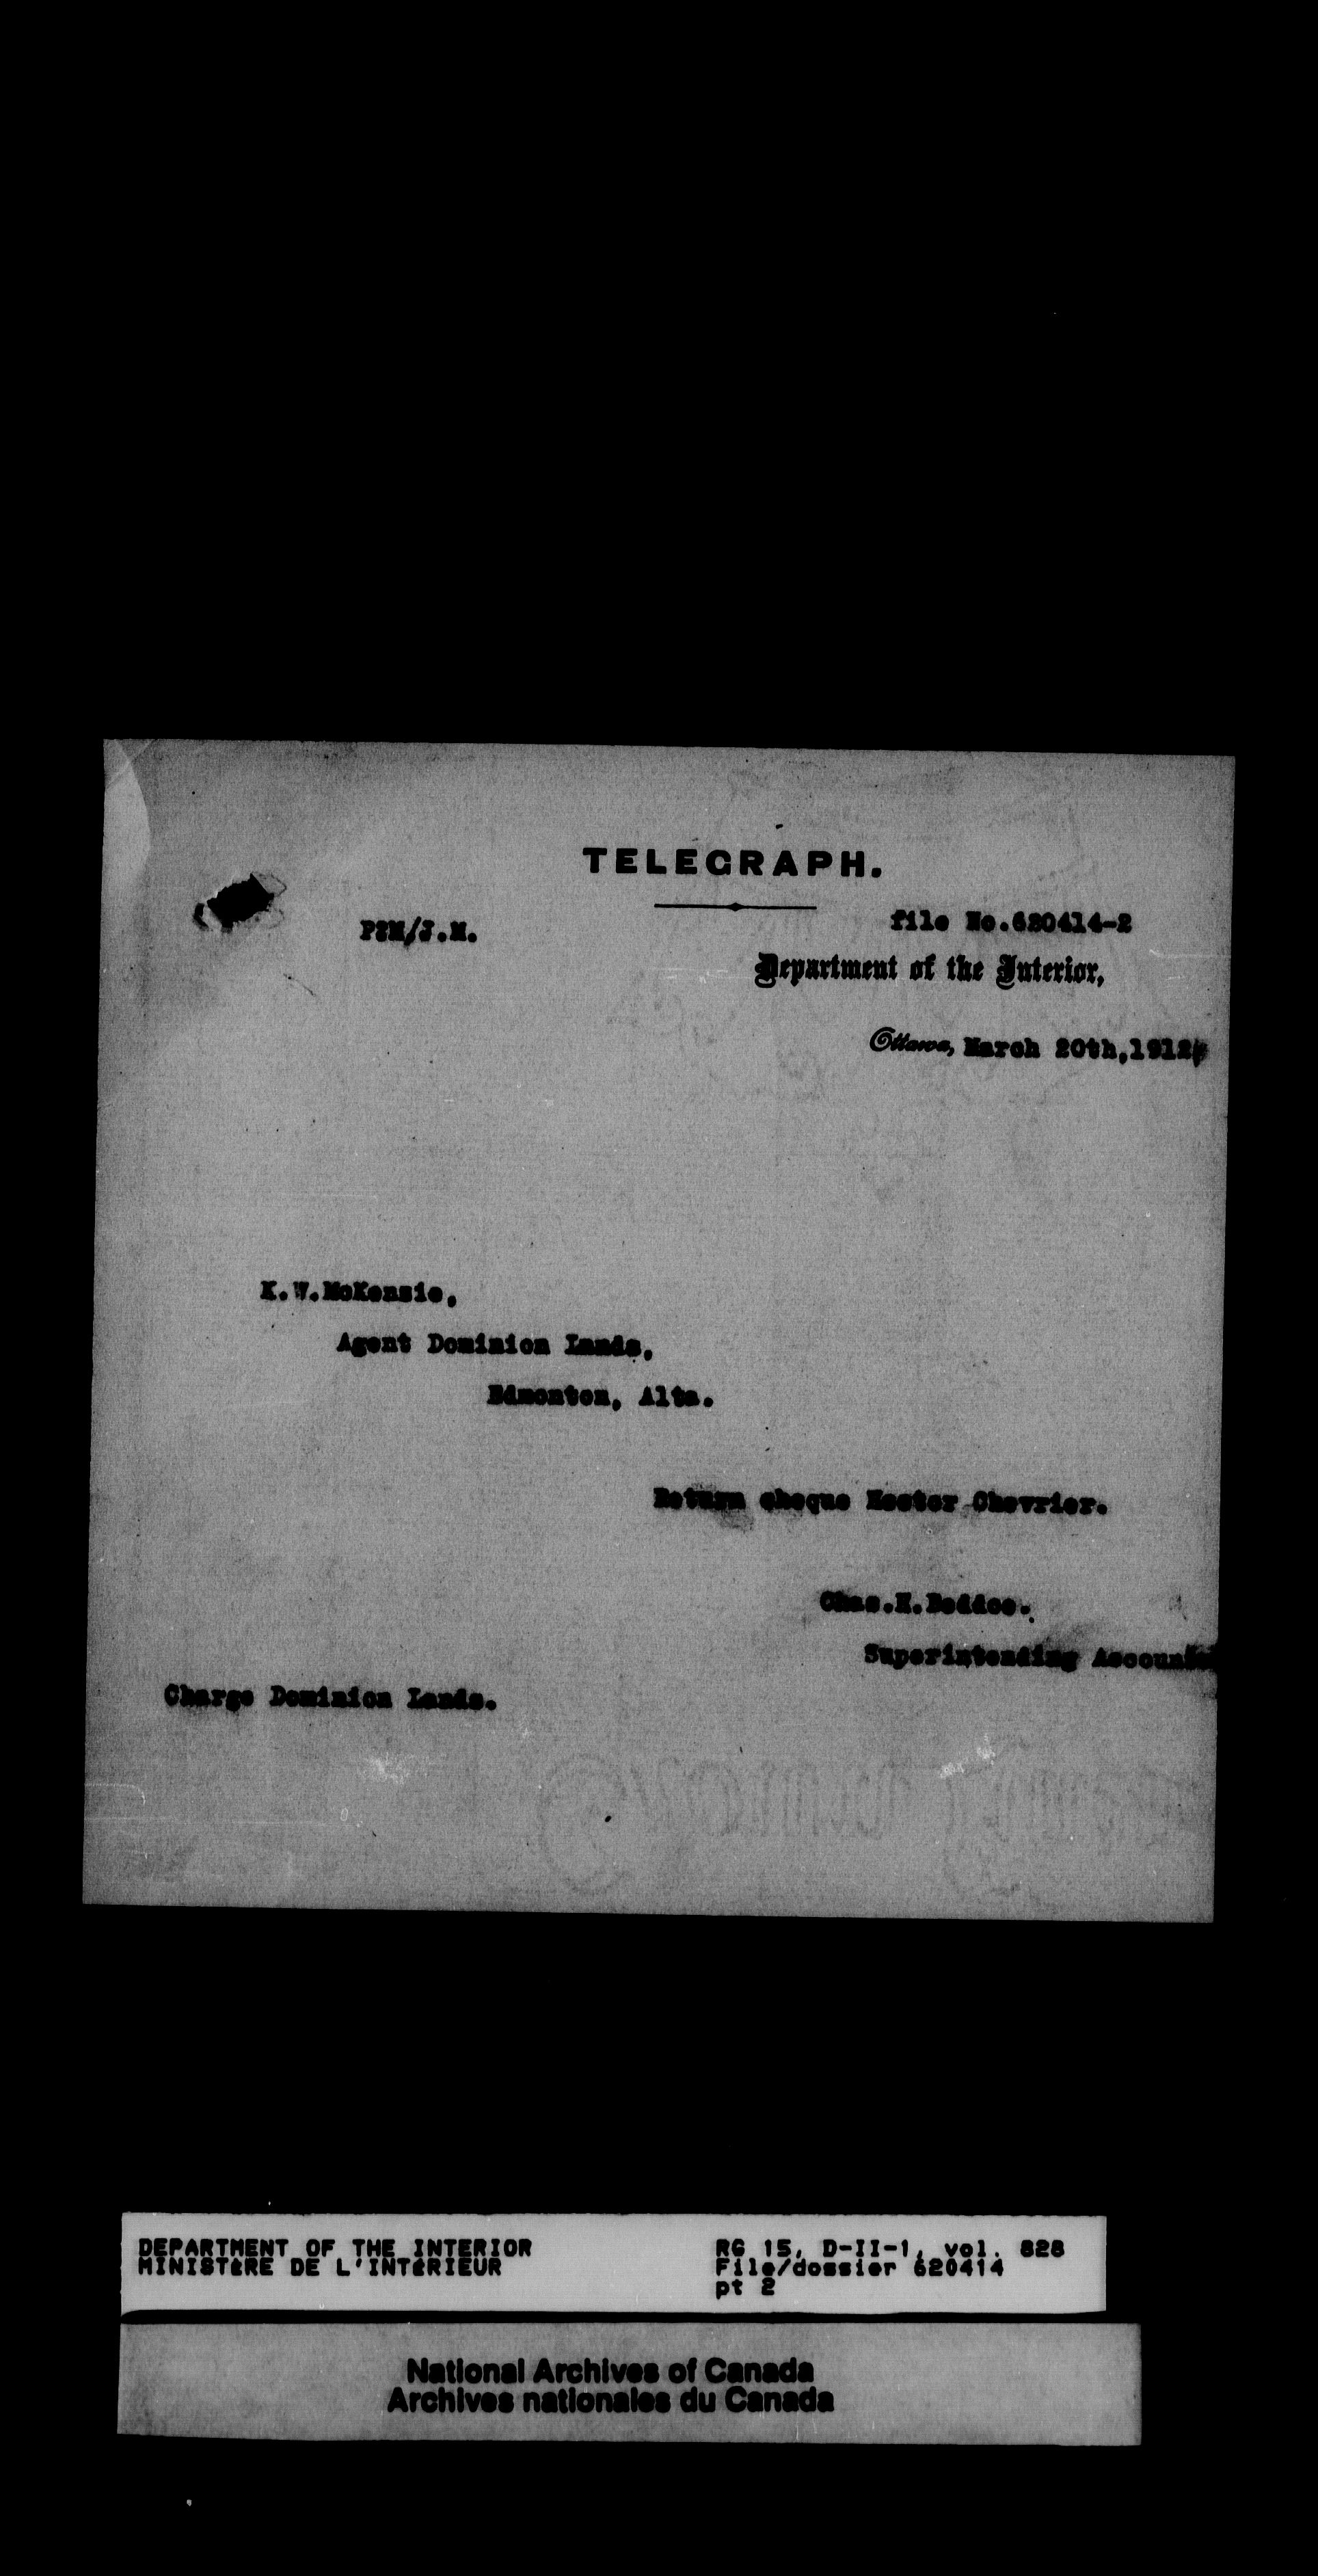 TELEGRAPH.
file No.620414-2
P?M/J.M.
Department of the Interior,
Ottawa, March 20th,1912
K.W.McKenzie,
Agent Dominion Lands,
Edmonton, Alta.
Return cheque Hector Chevrier.
Chas.H.Beddoe.
Superintending Accountant
Charge Dominion Lands.
DEPARTMENT OF THE INTERIOR
MINISTÈRE DE L'INTÉRIEUR
RG 15, D-II-1, vol. 828
File/dossier 620414
pt 2
National Archives of Canada
Archives nationales du Canada